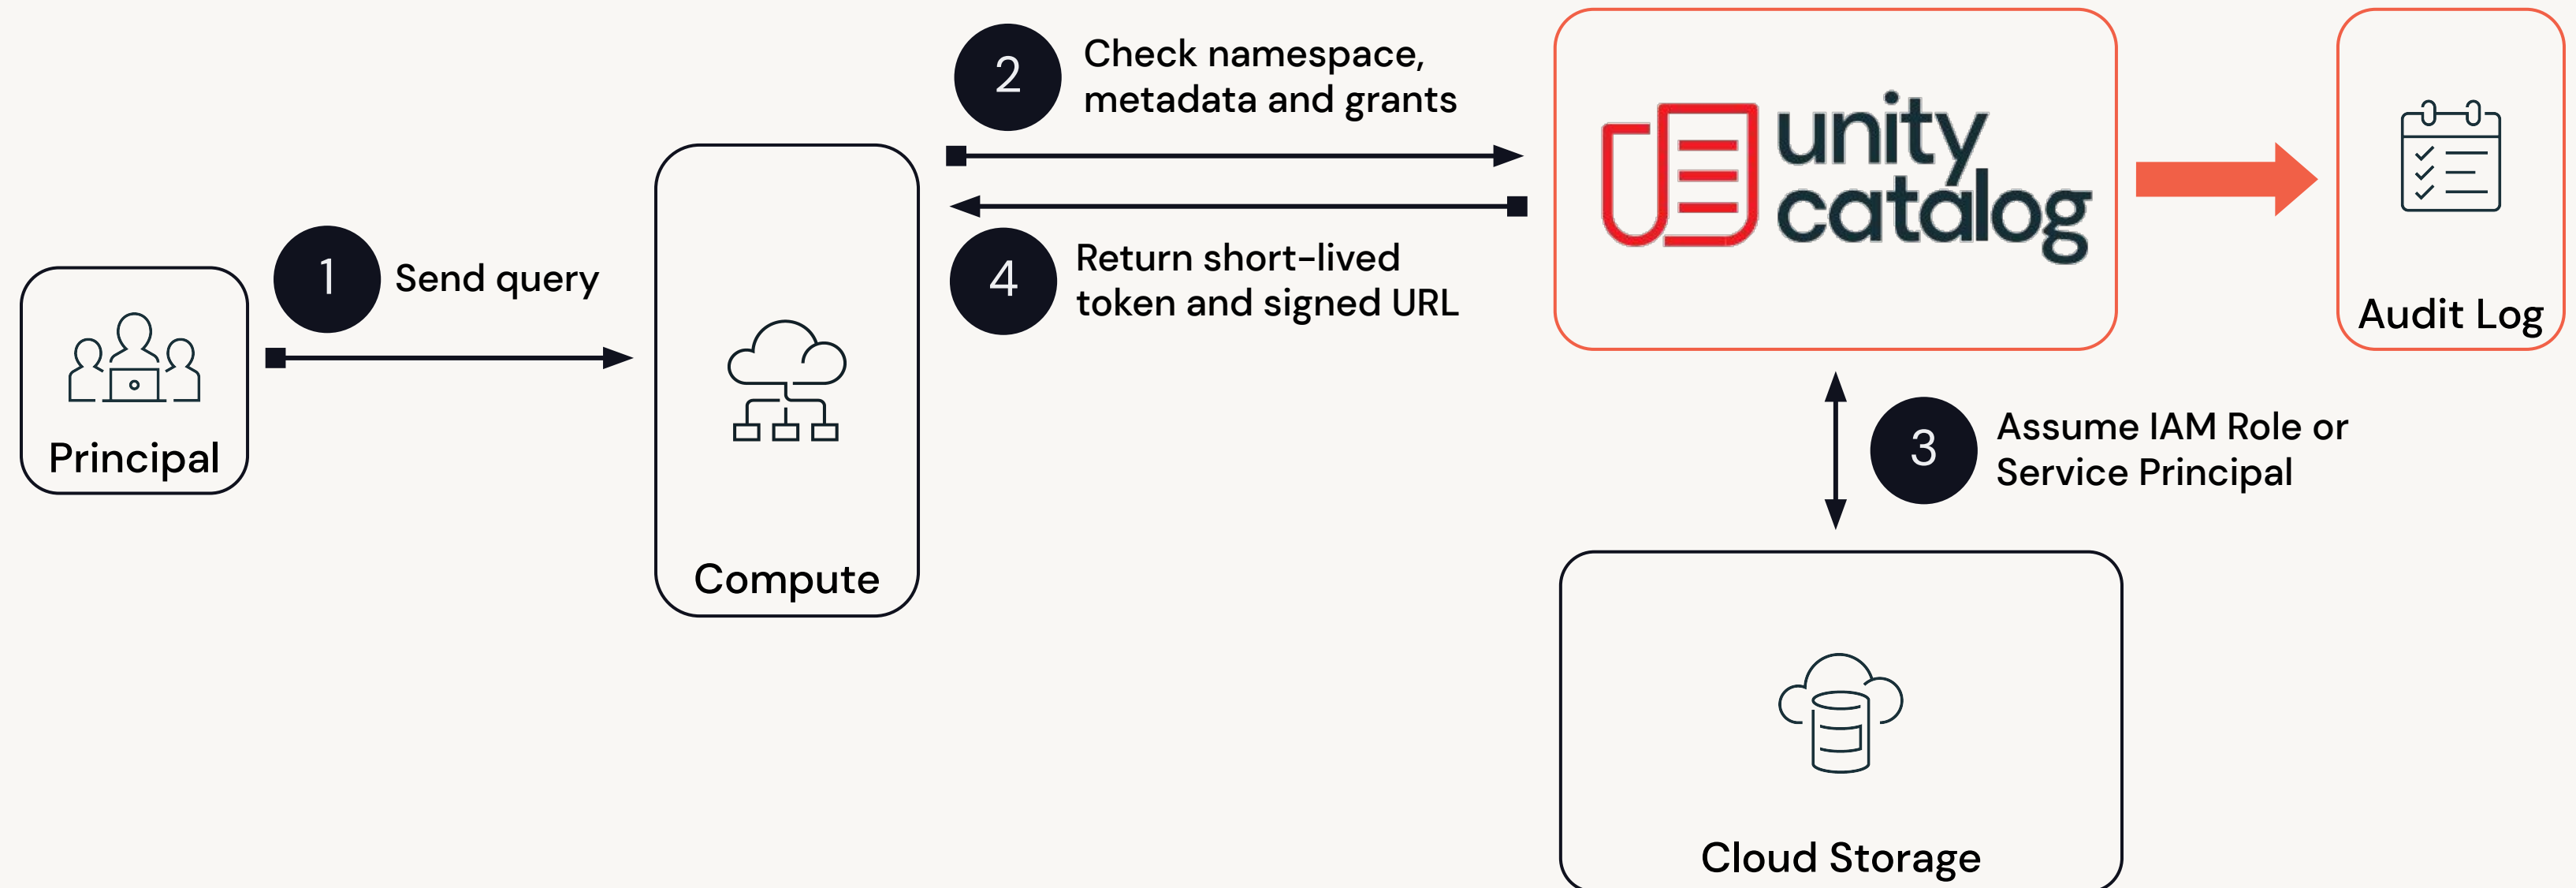 1
Send query
Principal
Compute
2
Check namespace,
metadata and grants
4
Return short-lived
token and signed URL
unity
catalog
Audit Log
3
Assume IAM Role or
Service Principal
Cloud Storage